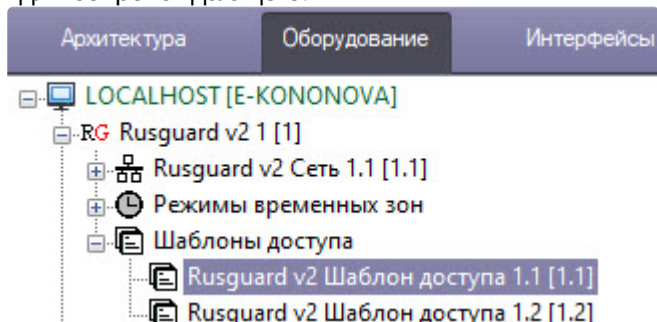 Архитектура Оборудование Интерфейсы
LOCALHOST [E-KONONOVA]
RG Rusguard v2 1 [1]
Rusguard v2 Сеть 1.1 [1.1]
Режимы временных зон
Шаблоны доступа
Rusguard v2 Шаблон доступа 1.1 [1.1]
Rusguard v2 Шаблон доступа 1.2 [1.2]